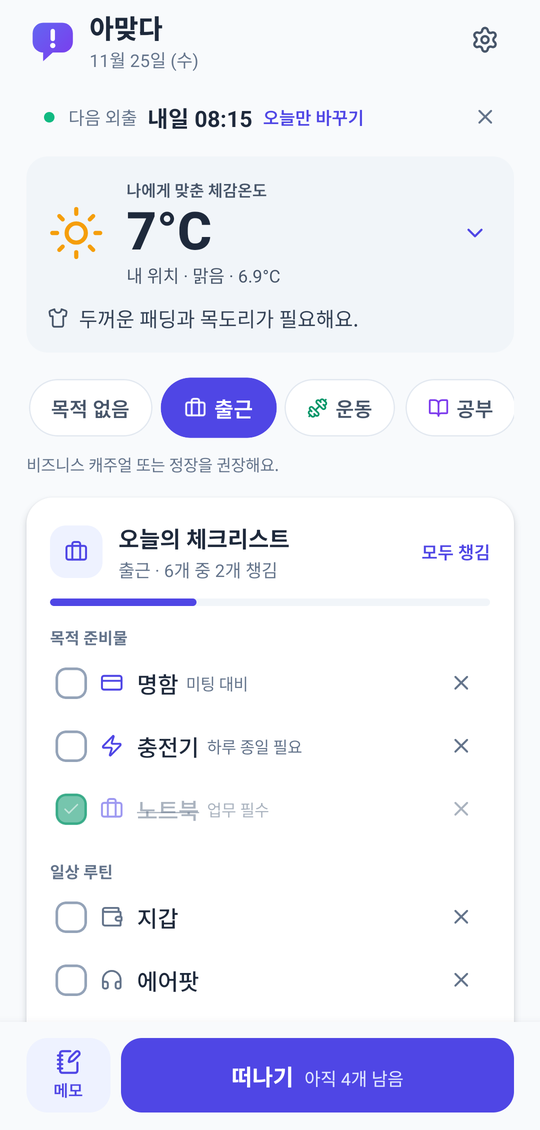 아맞다
11월 25일 (수)
다음 외출 내일 08:15 오늘만 바꾸기
나에게 맞춘 체감온도
7°C
내 위치 · 맑음 · 6.9°C
두꺼운 패딩과 목도리가 필요해요.
목적 없음 출근 운동 공부
비즈니스 캐주얼 또는 정장을 권장해요.
오늘의 체크리스트
모두 챙김
출근 · 6개 중 2개 챙김
목적 준비물
명함 미팅 대비
충전기 하루 종일 필요
노트북 업무 필수
일상 루틴
지갑
에어팟
메모
떠나기 아직 4개 남음